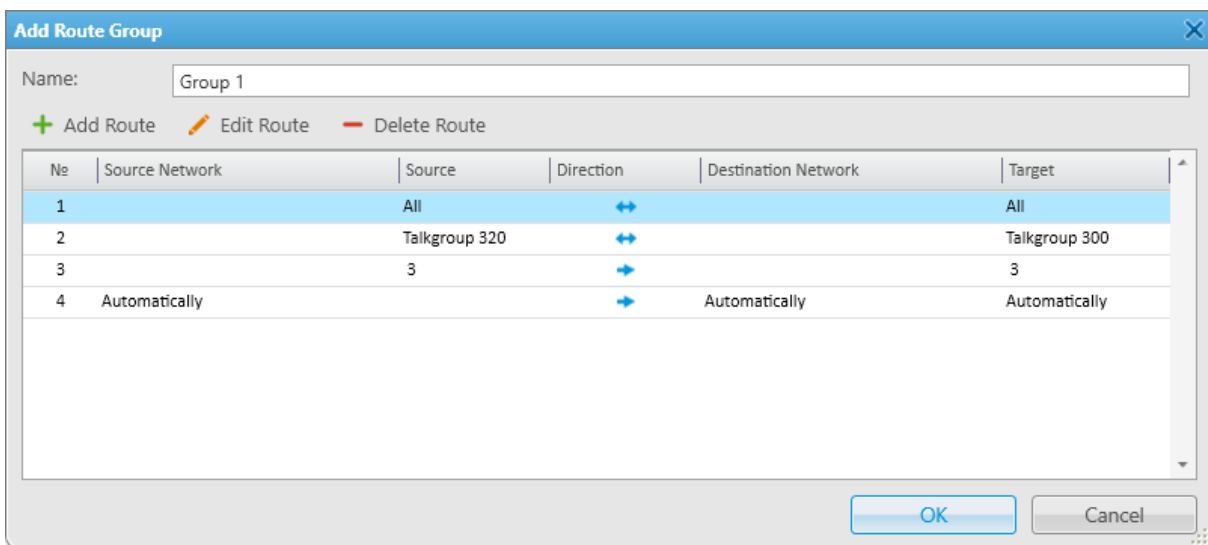 Add Route Group
Name: Group 1
Add Route Edit Route Delete Route
№ Source Network Source Direction Destination Network Target
1 All All
2 Talkgroup 320 Talkgroup 300
3 3 3
4 Automatically Automatically Automatically
OK Cancel